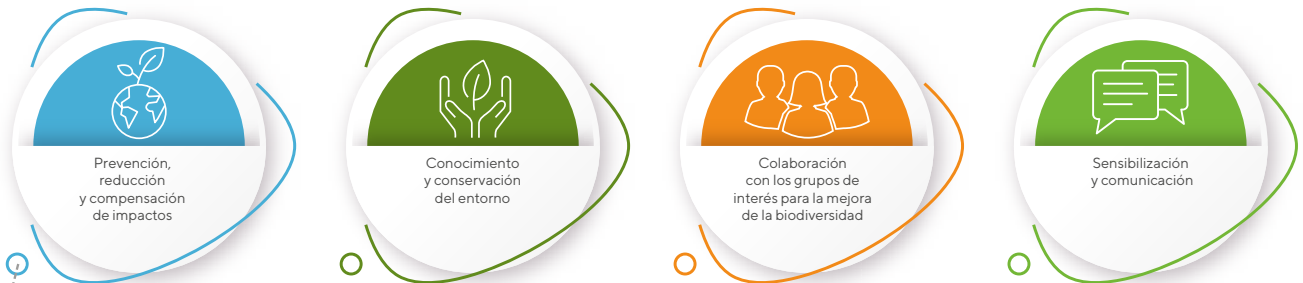 Prevención,
reducción
y compensación
de impactos
Conocimiento
y conservación
del entorno
Colaboración
con los grupos de
interés para la mejora
de la biodiversidad
Sensibilización
y comunicación